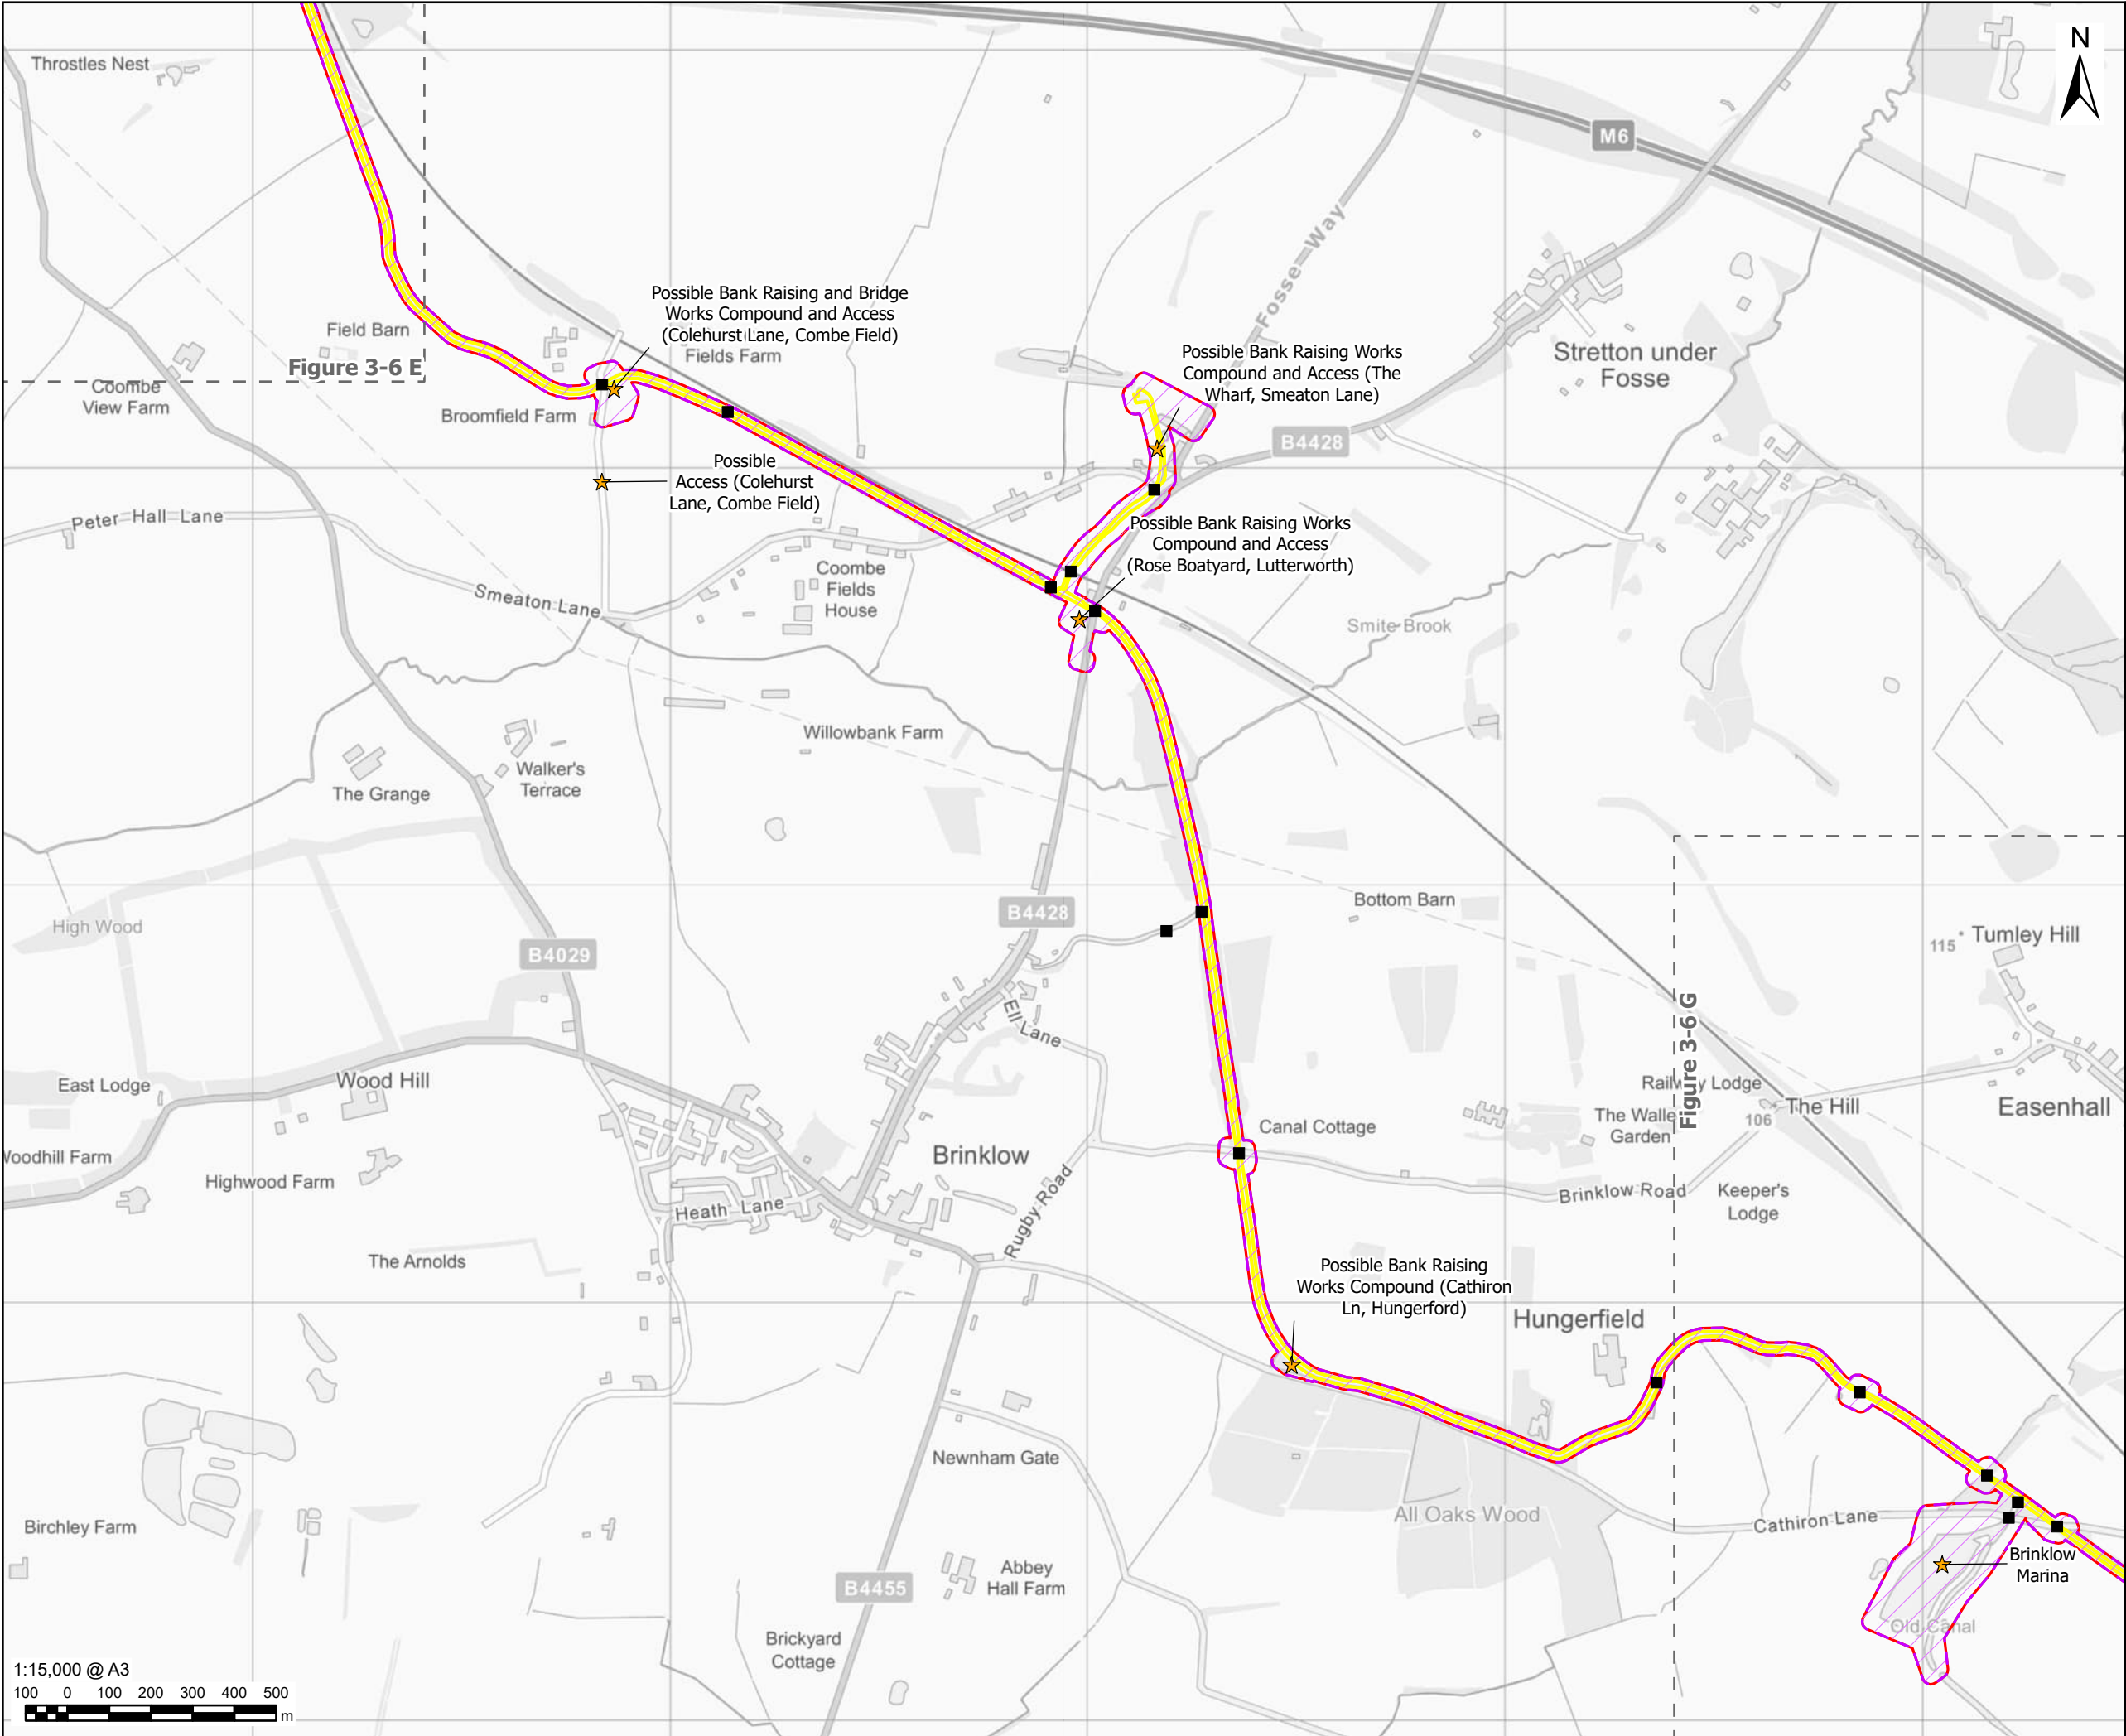 N
Throstles Nest
M6
Fosse Way
Possible Bank Raising and Bridge
Works Compound and Access
(Colehurst Lane, Combe Field)
Fields Farm
Field Barn
Figure 3-6 E
Coombe
View Farm
Broomfield Farm
Possible Bank Raising Works
Compound and Access (The
Wharf, Smeaton Lane)
Stretton under
Fosse
B4428
Possible
Access (Colehurst
Lane, Combe Field)
Peter Hall Lane
Possible Bank Raising Works
Compound and Access
(Rose Boatyard, Lutterworth)
Coombe
Fields
House
Smeaton Lane
Smite Brook
Willowbank Farm
Walker's
Terrace
The Grange
Bottom Barn
B4428
High Wood
B4029
115
Tumley Hill
Ell Lane
Figure 3-6 G
East Lodge
Wood Hill
Railway Lodge
The Hill
106
Easenhall
The Walle
Garden
Canal Cottage
Brinklow
Woodhill Farm
Highwood Farm
Heath Lane
Rugby Road
Brinklow Road
Keeper's
Lodge
The Arnolds
Possible Bank Raising
Works Compound (Cathiron
Ln, Hungerford)
Hungerfield
Newnham Gate
All Oaks Wood
Cathiron Lane
Birchley Farm
Brinklow
Marina
Abbey
Hall Farm
B4455
Old Canal
Brickyard
Cottage
1:15,000 @ A3
100 0 100 200 300 400 500
m